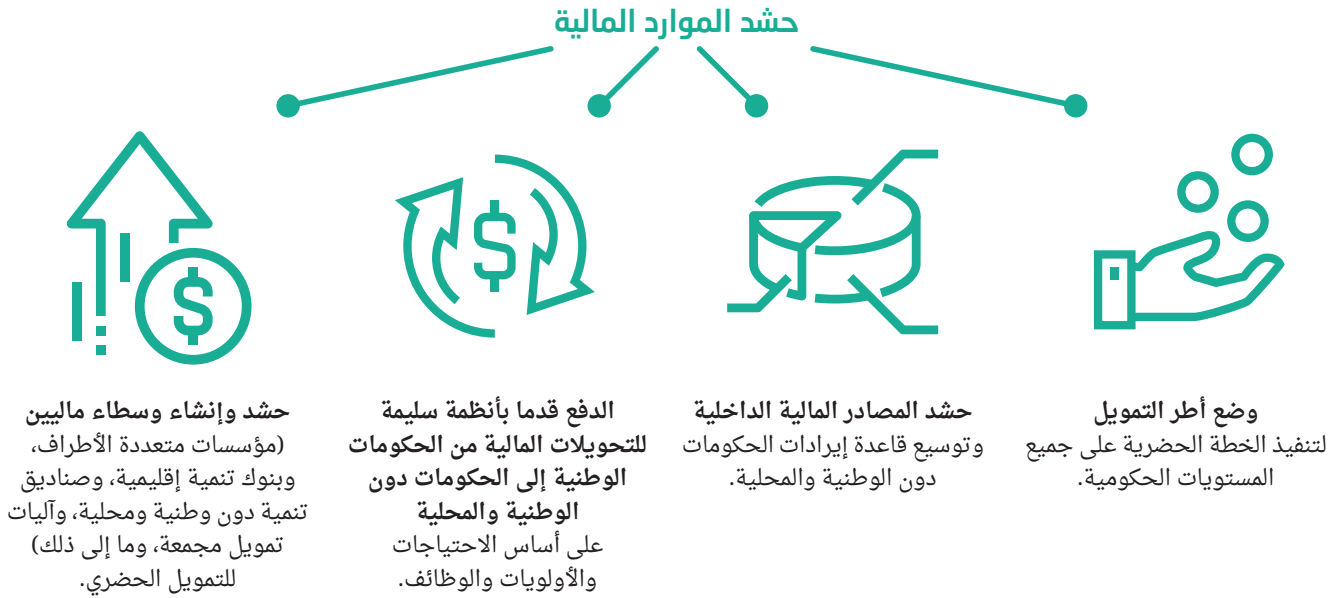 حشد الموارد المالية
وضع أطر التمويل
لتنفيذ الخطة الحضرية على جميع
المستويات الحكومية.
حشد المصادر المالية الداخلية
وتوسيع قاعدة إيرادات الحكومات
دون الوطنية والمحلية.
الدفع قدما بأنظمة سليمة
للتحويلات المالية من الحكومات
الوطنية إلى الحكومات دون
الوطنية والمحلية
على أساس الاحتياجات
والأولويات والوظائف.
حشد وإنشاء وسطاء ماليين
(مؤسسات متعددة الأطراف،
وبنوك تنمية إقليمية، وصناديق
تنمية دون وطنية ومحلية، وآليات
تمويل مجمعة، وما إلى ذلك)
للتمويل الحضري.
$
$